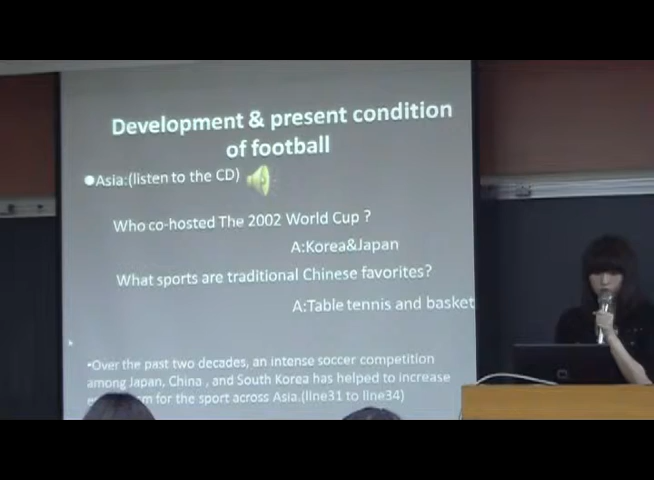 Development & present condition
of football
●Asia:(listen to the CD)
Who co-hosted The 2002 World Cup ?
A:Korea&Japan
What sports are traditional Chinese favorites?
A:Table tennis and basket
•Over the past two decades, an intense soccer competition
among Japan, China , and South Korea has helped to increase
for the sport across Asia.(line31 to line34)